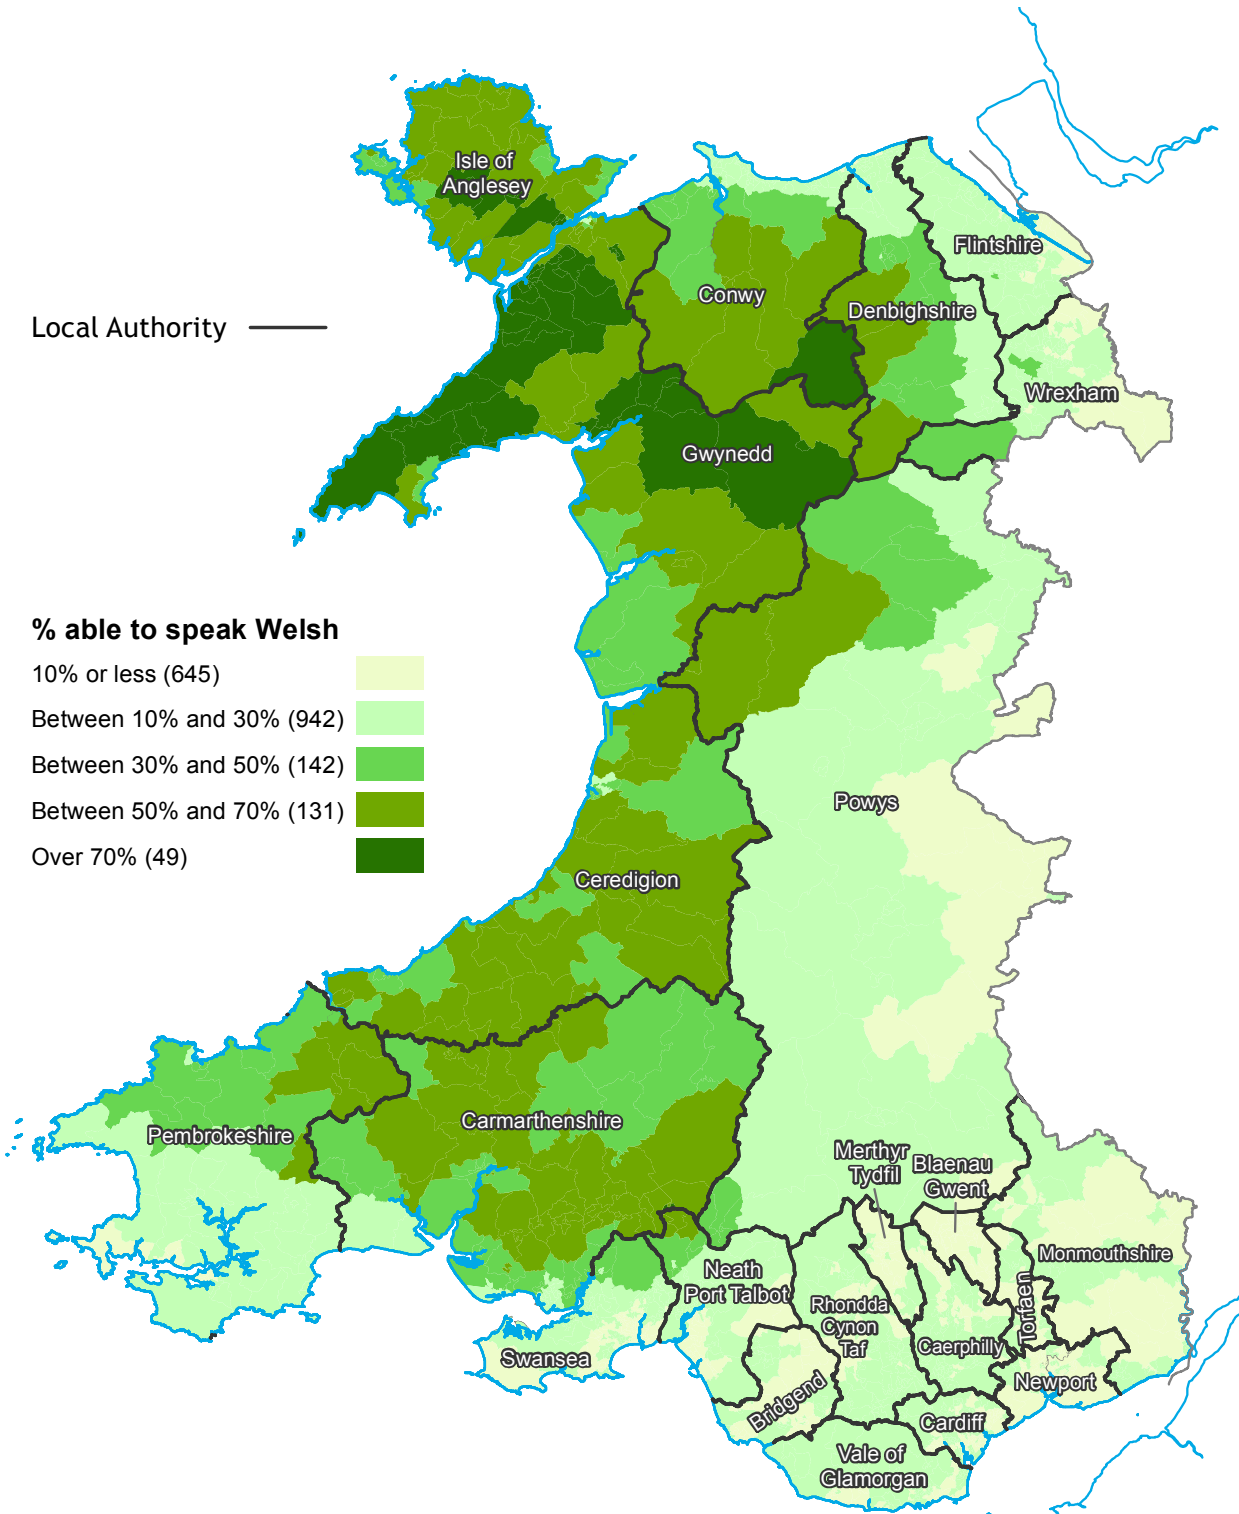 Isle of
Anglesey
Flintshire
Conwy
Denbighshire
Local Authority
Wrexham
Gwynedd
% able to speak Welsh
10% or less (645)
Between 10% and 30% (942)
Between 30% and 50% (142)
Between 50% and 70% (131)
Over 70% (49)
Powys
Ceredigion
Carmarthenshire
Pembrokeshire
Merthyr
Tydfil
Blaenau
Gwent
Monmouthshire
Neath
Port Talbot
Rhondda
Cynon
Taf
Torfaen
Caerphilly
Swansea
Newport
Bridgend
Cardiff
Vale of
Glamorgan